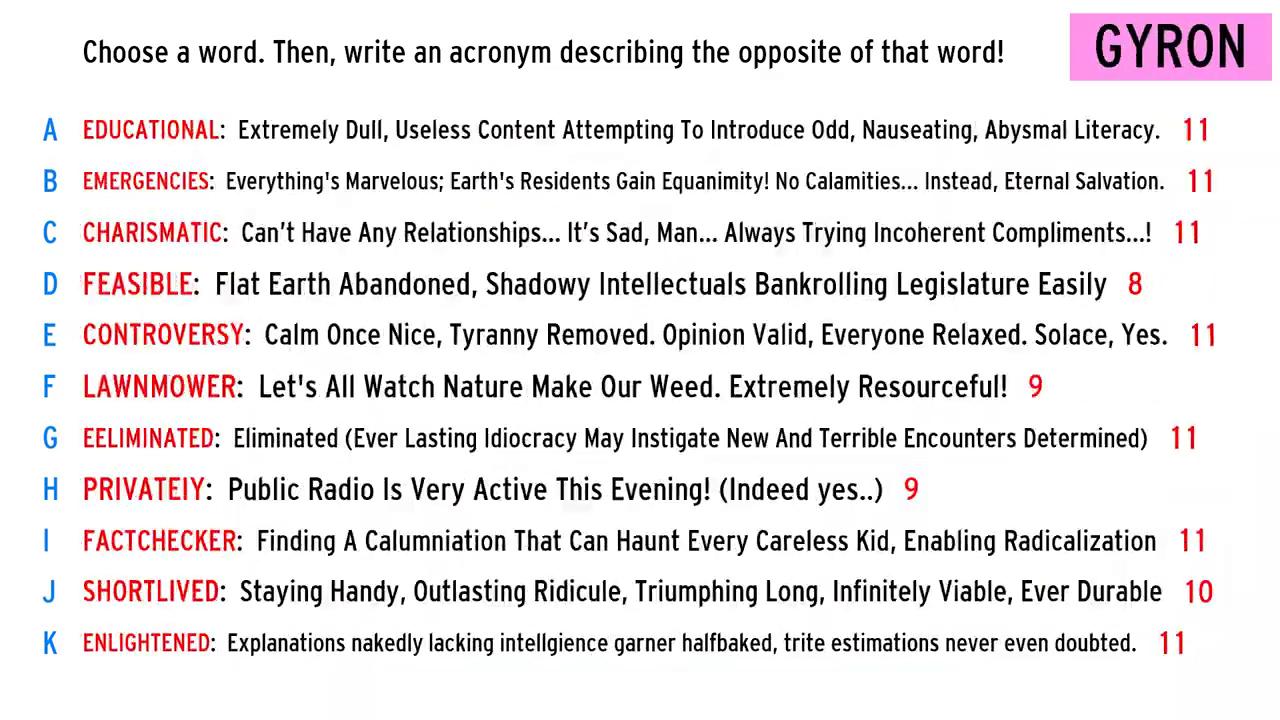 Choose a word. Then, write an acronym describing the opposite of that word!
GYRON
A EDUCATIONAL: Extremely Dull, Useless Content Attempting To Introduce Odd, Nauseating, Abysmal Literacy. 11
B EMERGENCIES: Everything's Marvelous; Earth's Residents Gain Equanimity! No Calamities... Instead, Eternal Salvation. 11
C CHARISMATIC: Can’t Have Any Relationships... It’s Sad, Man... Always Trying Incoherent Compliments...! 11
D FEASIBLE: Flat Earth Abandoned, Shadowy Intellectuals Bankrolling Legislature Easily 8
E CONTROVERSY: Calm Once Nice, Tyranny Removed. Opinion Valid, Everyone Relaxed. Solace, Yes. 11
F LAWNMOWER: Let's All Watch Nature Make Our Weed. Extremely Resourceful! 9
G EELIMINATED: Eliminated (Ever Lasting Idiocracy May Instigate New And Terrible Encounters Determined) 11
H PRIVATEIY: Public Radio Is Very Active This Evening! (Indeed yes..) 9
I FACTCHECKER: Finding A Calumniation That Can Haunt Every Careless Kid, Enabling Radicalization 11
J SHORTLIVED: Staying Handy, Outlasting Ridicule, Triumphing Long, Infinitely Viable, Ever Durable 10
K ENLIGHTENED: Explanations nakedly lacking intellgience garner halfbaked, trite estimations never even doubted. 11